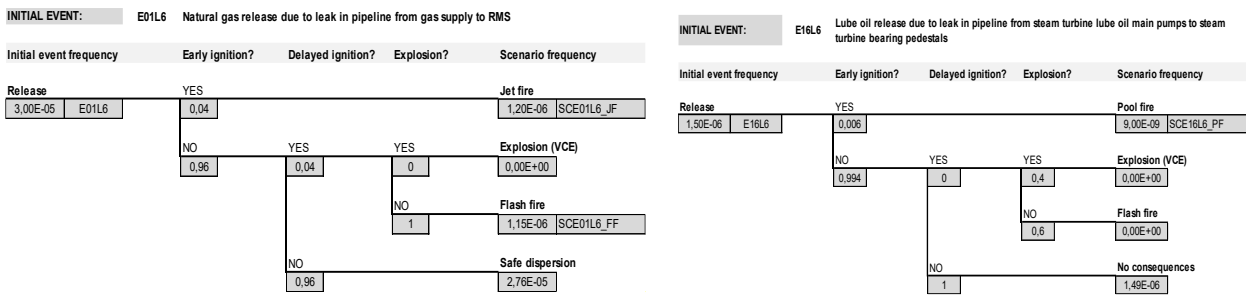 INITIAL EVENT: E01L6 Natural gas release due to leak in pipeline from gas supply to RMS
Initial event frequency Early ignition? Delayed ignition? Explosion? Scenario frequency
Release YES Jet fire
3,00E-05 E01L6 0,04 1,20E-06 SCE01L6_JF
NO YES YES Explosion (VCE)
0,96 0,04 0 0,00E+00
NO Flash fire
1 1,15E-06 SCE01L6_FF
NO Safe dispersion
0,96 2,76E-05
INITIAL EVENT: E16L6 Lube oil release due to leak in pipeline from steam turbine lube oil main pumps to steam
turbine bearing pedestals
Initial event frequency Early ignition? Delayed ignition? Explosion? Scenario frequency
Release YES Pool fire
1,50E-06 E16L6 0,006 9,00E-09 SCE16L6_PF
NO YES YES Explosion (VCE)
0,994 0 0,4 0,00E+00
NO Flash fire
0,6 0,00E+00
NO No consequences
1 1,49E-06